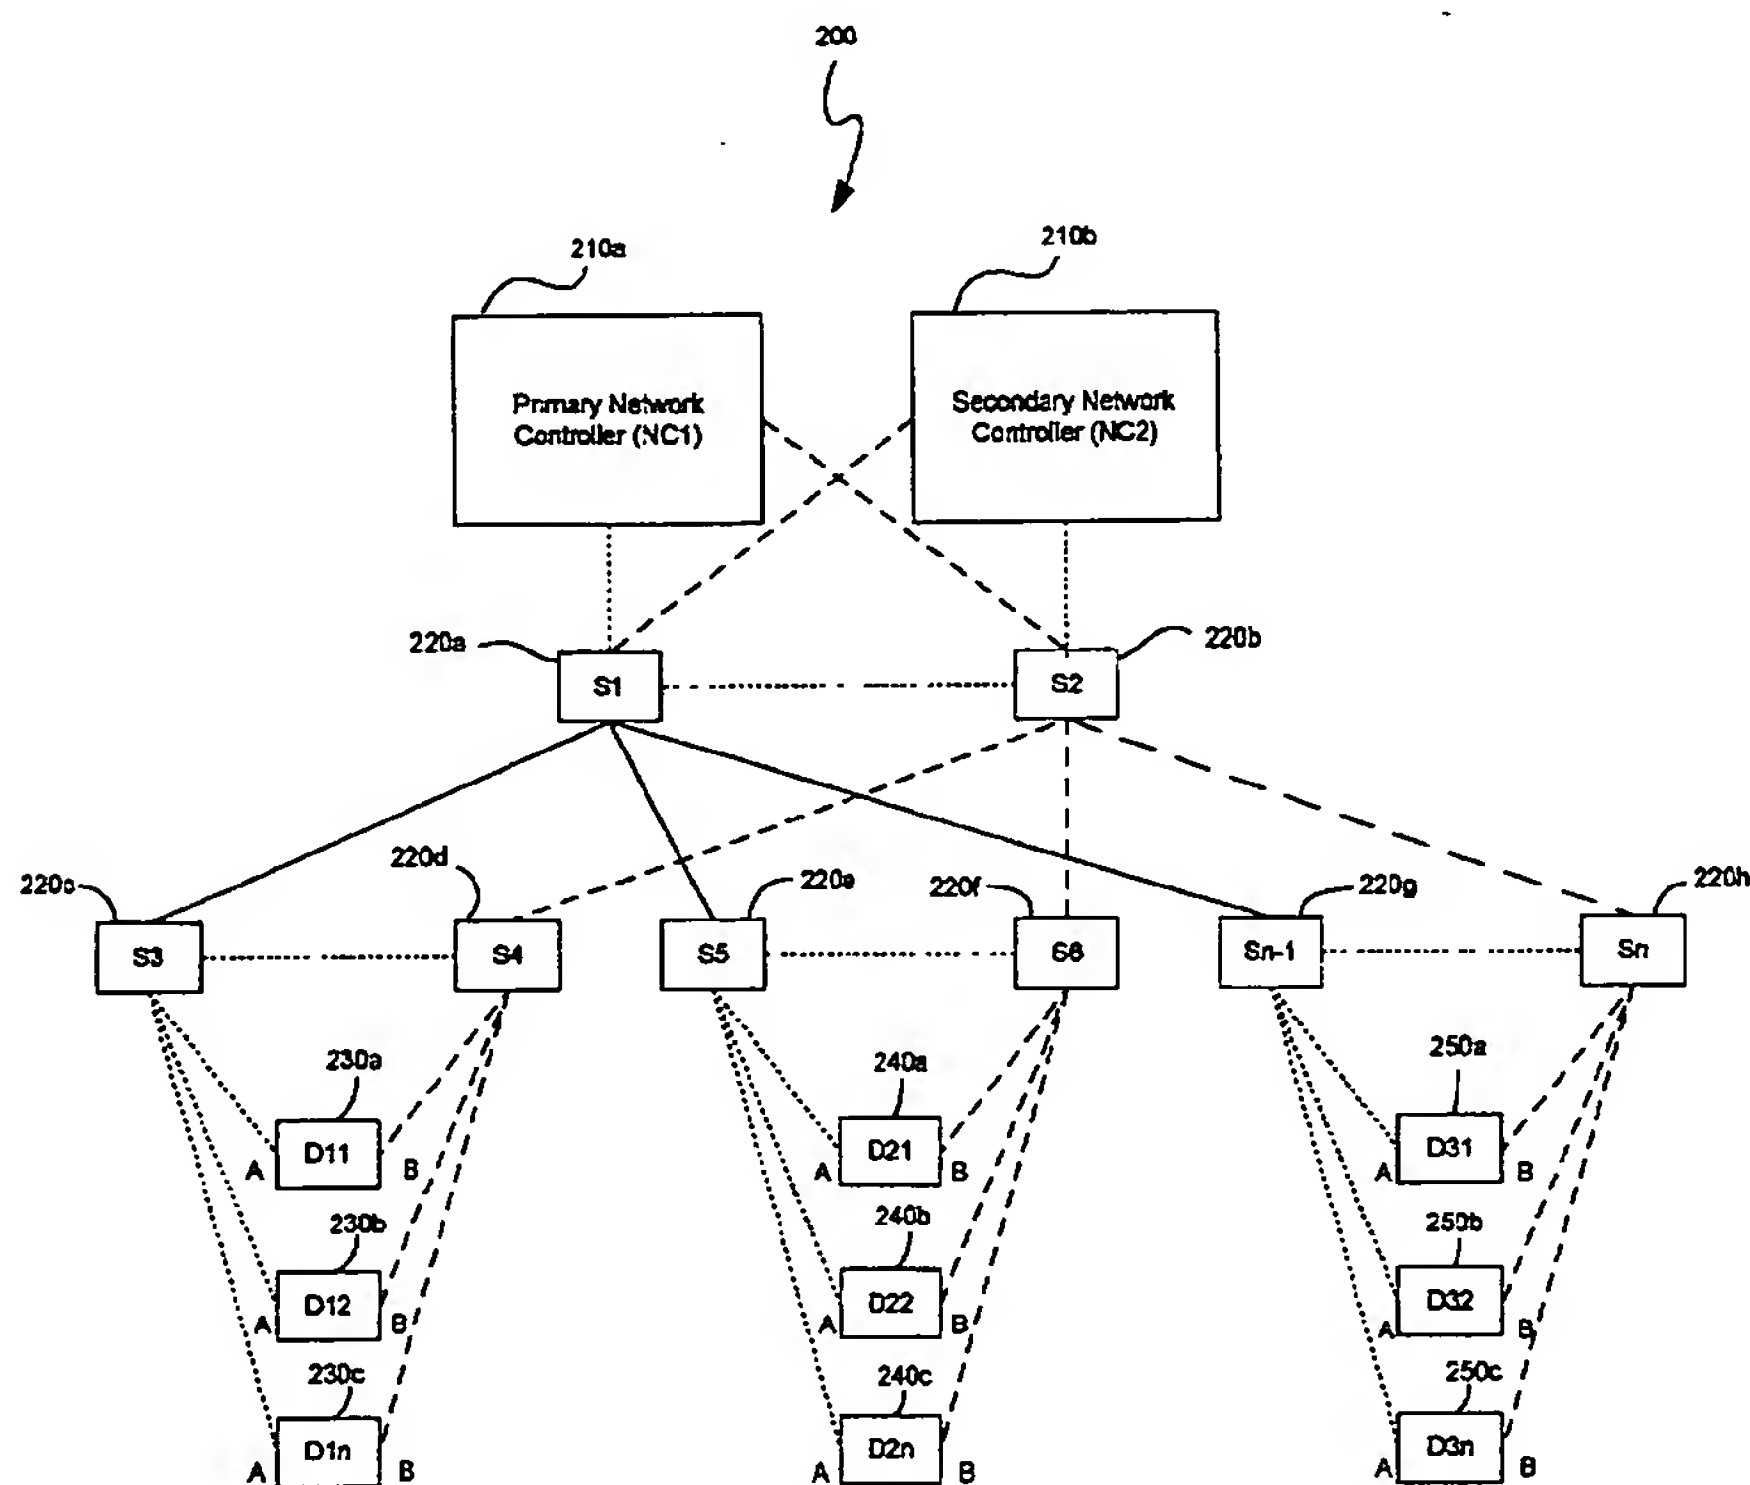 200
210a
210b
Primary Network
Controller (NC1)
Secondary Network
Controller (NC2)
220a
S1
S2
220b
220c
220d
220e
220f
220g
220h
S3
S4
S5
S6
Sn-1
Sn
230a
240a
250a
D11
D21
D31
A
B
A
B
A
B
230b
240b
250b
D12
D22
D32
A
B
A
B
A
B
230c
240c
250c
D1n
D2n
D3n
A
B
A
B
A
B